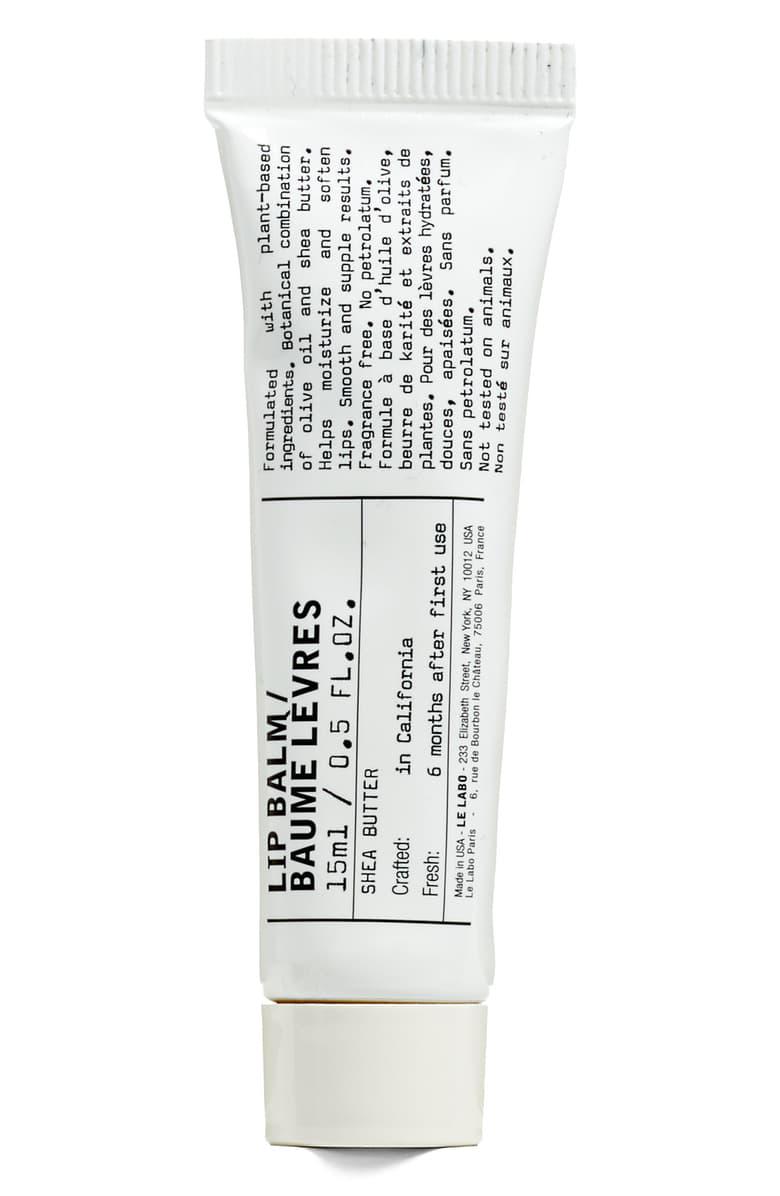 LIP BALM/
BAUME LEVRES
15ml / 0.5 FL.OZ.
SHEA BUTTER
Crafted: in California
Fresh: 6 months after first use
Made in USA - LE LABO - 233 Elizabeth Street, New York, NY 10012 USA
Le Labo Paris - 6, rue de Bourbon le Château, 75006 Paris, France
Formulated with plant-based
ingredients. Botanical combination
of olive oil and shea butter.
Helps moisturize and soften
lips. Smooth and supple results.
Fragrance free. No petrolatum.
Formule à base d'huile d'olive,
beurre de karité et extraits de
plantes. Pour des lèvres hydratées,
douces, apaisées. Sans parfum.
Sans petrolatum.
Not tested on animals.
Non testé sur animaux.